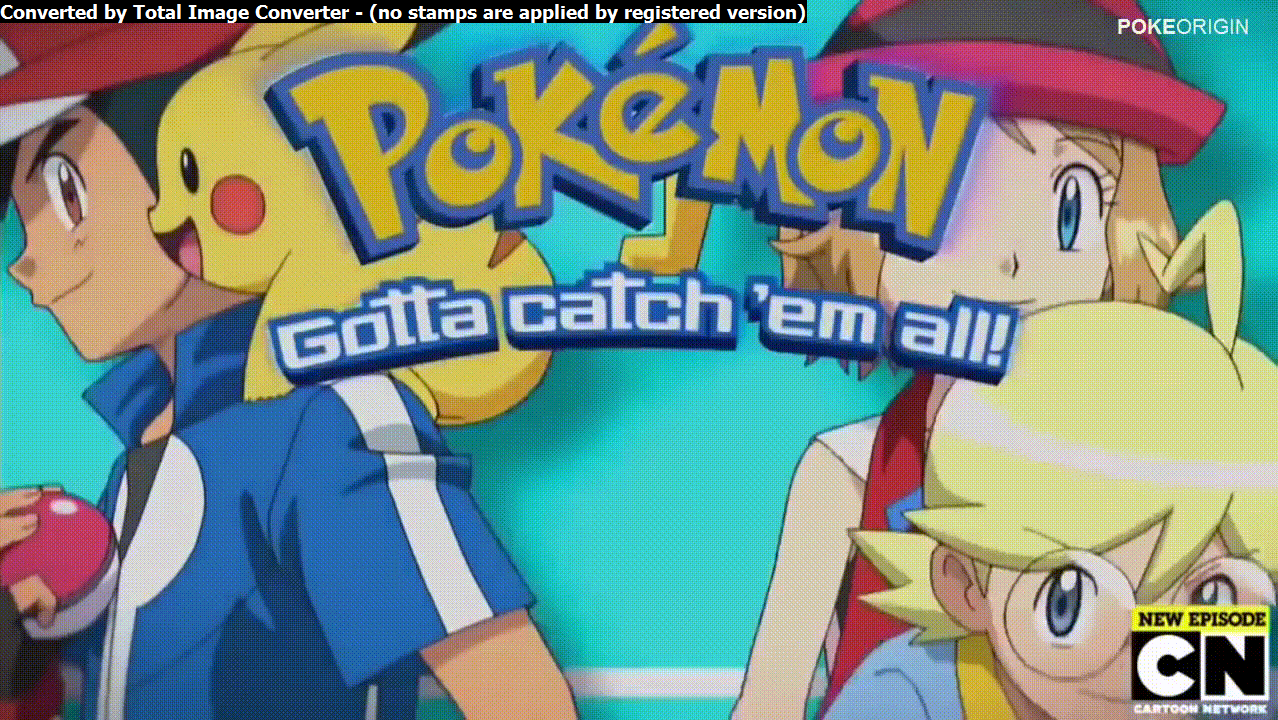 Converted by Total Image Converter - (no stamps are applied by registered version)
POKEORIGIN
POKéMON
Gotta catch 'em all!
NEW EPISODE
CN
CARTOON NETWORK